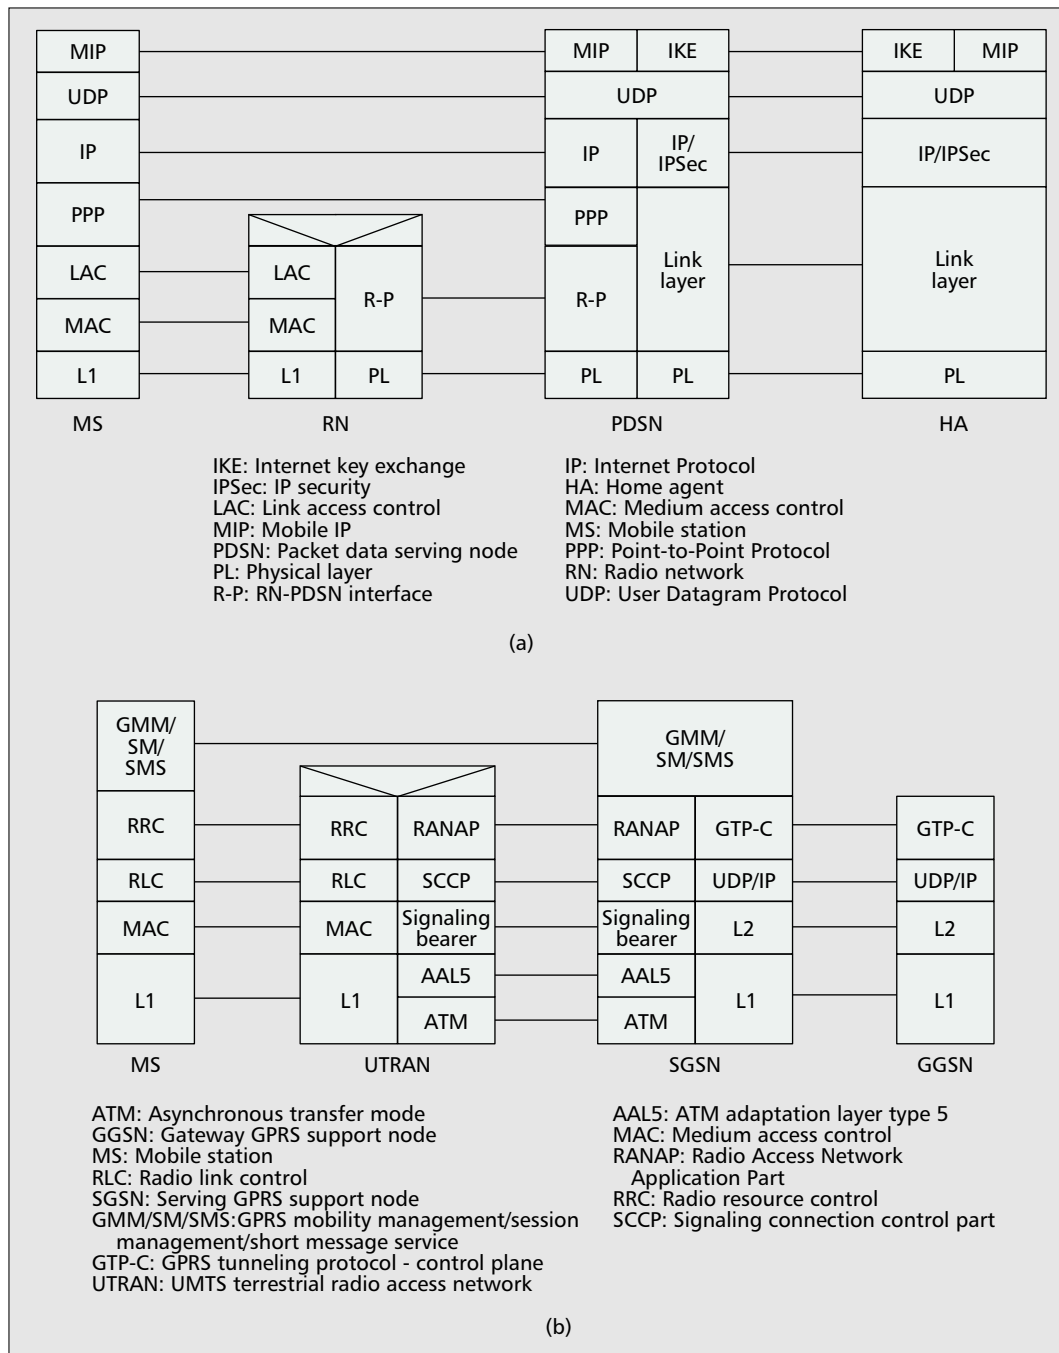 MIP
MIP
IKE
IKE
MIP
UDP
UDP
UDP
IP
IP
IP/
IPSec
IP/IPSec
PPP
PPP
LAC
LAC
R-P
R-P
Link
layer
Link
layer
MAC
MAC
L1
L1
PL
PL
PL
PL
MS
RN
PDSN
HA
IKE: Internet key exchange
IPSec: IP security
LAC: Link access control
MIP: Mobile IP
PDSN: Packet data serving node
PL: Physical layer
R-P: RN-PDSN interface
IP: Internet Protocol
HA: Home agent
MAC: Medium access control
MS: Mobile station
PPP: Point-to-Point Protocol
RN: Radio network
UDP: User Datagram Protocol
(a)
GMM/
SM/
SMS
GMM/
SM/SMS
RRC
RRC
RANAP
RANAP
GTP-C
GTP-C
RLC
RLC
SCCP
SCCP
UDP/IP
UDP/IP
MAC
MAC
Signaling
bearer
Signaling
bearer
L2
L2
L1
L1
AAL5
AAL5
L1
L1
ATM
ATM
MS
UTRAN
SGSN
GGSN
ATM: Asynchronous transfer mode
GGSN: Gateway GPRS support node
MS: Mobile station
RLC: Radio link control
SGSN: Serving GPRS support node
GMM/SM/SMS:GPRS mobility management/session
management/short message service
GTP-C: GPRS tunneling protocol - control plane
UTRAN: UMTS terrestrial radio access network
AAL5: ATM adaptation layer type 5
MAC: Medium access control
RANAP: Radio Access Network
Application Part
RRC: Radio resource control
SCCP: Signaling connection control part
(b)